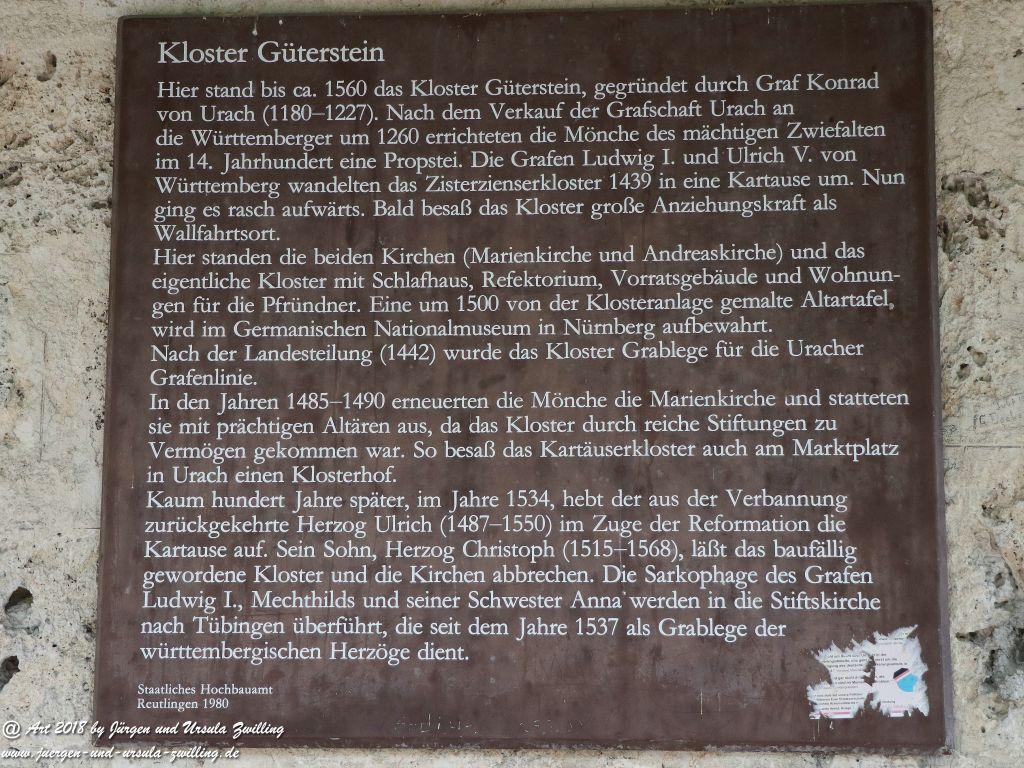 Kloster Güterstein
Hier stand bis ca. 1560 das Kloster Güterstein, gegründet durch Graf Konrad
von Urach (1180–1227). Nach dem Verkauf der Grafschaft Urach an
die Württemberger um 1260 errichteten die Mönche des mächtigen Zwiefalten
im 14. Jahrhundert eine Propstei. Die Grafen Ludwig I. und Ulrich V. von
Württemberg wandelten das Zisterzienserkloster 1439 in eine Kartause um. Nun
ging es rasch aufwärts. Bald besaß das Kloster große Anziehungskraft als
Wallfahrtsort.
Hier standen die beiden Kirchen (Marienkirche und Andreaskirche) und das
eigentliche Kloster mit Schlafhaus, Refektorium, Vorratsgebäude und Wohnun-
gen für die Pfründner. Eine um 1500 von der Klosteranlage gemalte Altartafel,
wird im Germanischen Nationalmuseum in Nürnberg aufbewahrt.
Nach der Landesteilung (1442) wurde das Kloster Grablege für die Uracher
Grafenlinie.
In den Jahren 1485–1490 erneuerten die Mönche die Marienkirche und statteten
sie mit prächtigen Altären aus, da das Kloster durch reiche Stiftungen zu
Vermögen gekommen war. So besaß das Kartäuserkloster auch am Marktplatz
in Urach einen Klosterhof.
Kaum hundert Jahre später, im Jahre 1534, hebt der aus der Verbannung
zurückgekehrte Herzog Ulrich (1487–1550) im Zuge der Reformation die
Kartause auf. Sein Sohn, Herzog Christoph (1515–1568), läßt das baufällig
gewordene Kloster und die Kirchen abbrechen. Die Sarkophage des Grafen
Ludwig I., Mechthilds und seiner Schwester Anna werden in die Stiftskirche
nach Tübingen überführt, die seit dem Jahre 1537 als Grablege der
württembergischen Herzöge dient.
Staatliches Hochbauamt
Reutlingen 1980
@ Art 2018 by Jürgen und Ursula Zwilling
www.juergen-und-ursula-zwilling.de